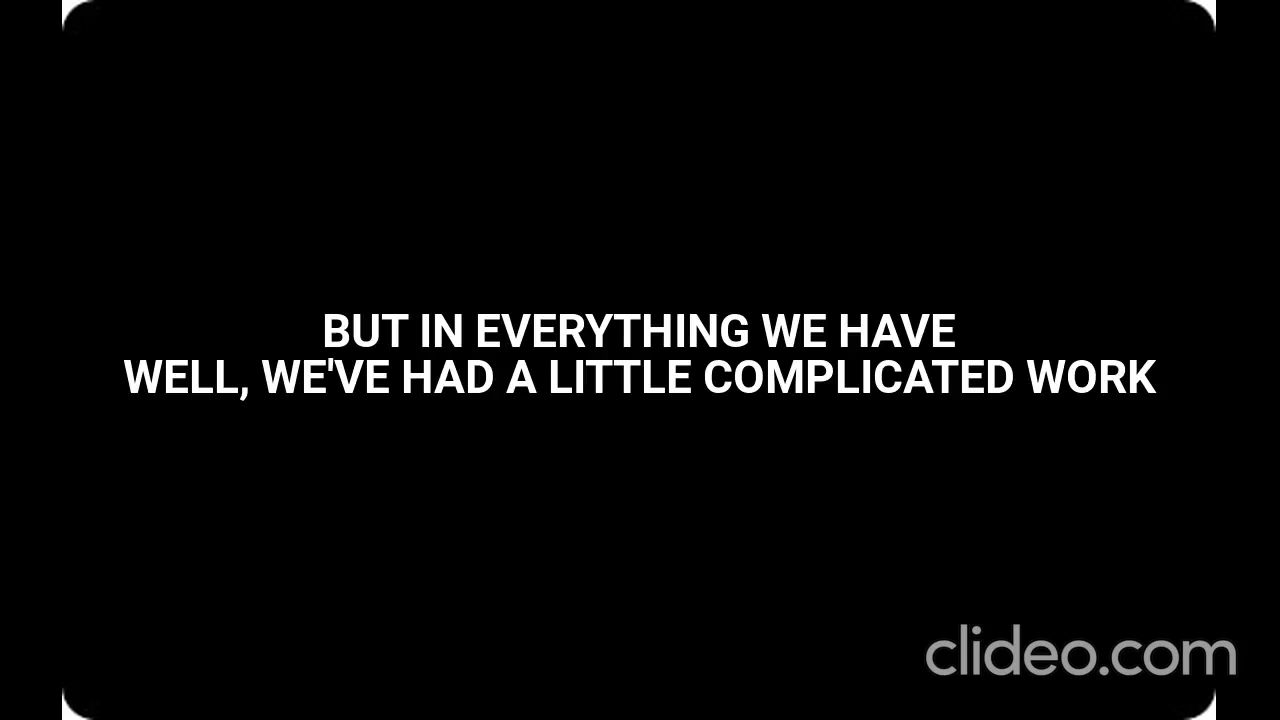 BUT IN EVERYTHING WE HAVE
WELL, WE'VE HAD A LITTLE COMPLICATED WORK
clideo.com